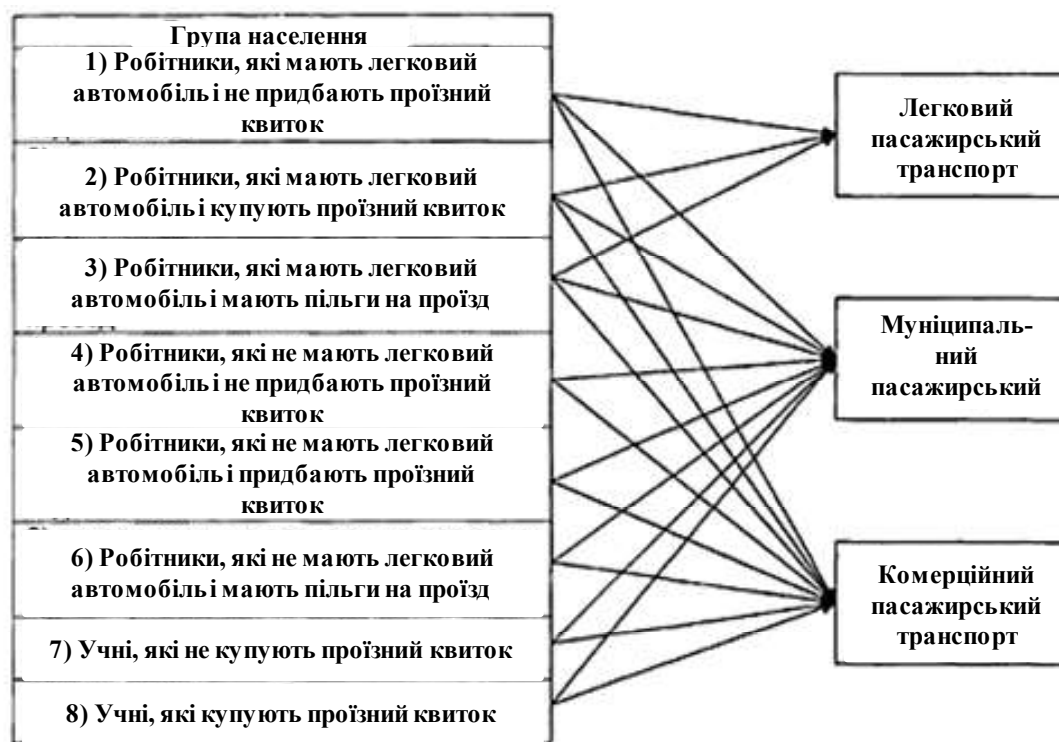 Група населення
1) Робітники, які мають легковий
автомобіль і не придбають проїзний
квиток
2) Робітники, які мають легковий
автомобіль і купують проїзний квиток
3) Робітники, які мають легковий
автомобіль і мають пільги на проїзд
4) Робітники, які не мають легковий
автомобіль і не придбають проїзний
квиток
5) Робітники, які не мають легковий
автомобіль і придбають проїзний
квиток
6) Робітники, які не мають легковий
автомобіль і мають пільги на проїзд
7) Учні, які не купують проїзний квиток
8) Учні, які купують проїзний квиток
Легковий
пасажирський
транспорт
Муніципаль-
ний
пасажирський
Комерційний
пасажирський
транспорт